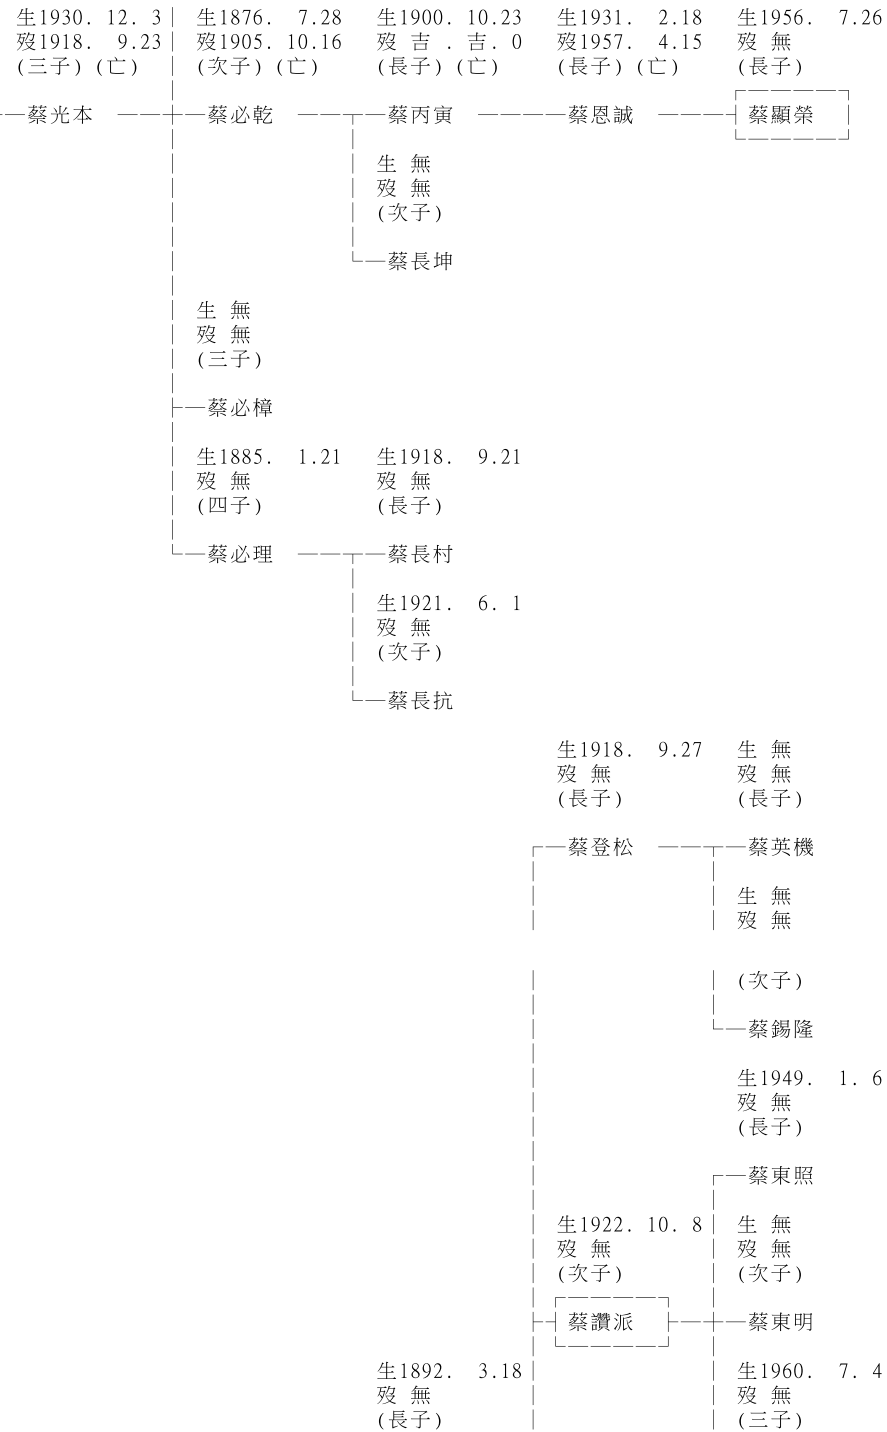 生1930. 12. 3 生1876. 7.28 生1900. 10.23 生1931. 2.18 生1956. 7.26
歿1918. 9.23 歿1905. 10.16 歿 吉 . 吉. 0 歿1957. 4.15 歿 無
(三子) (亡) (次子) (亡) (長子) (亡) (長子) (亡) (長子)
蔡光本 蔡必乾 蔡丙寅 蔡恩誠 蔡顯榮
生 無
歿 無
(次子)
蔡長坤
生 無
歿 無
(三子)
蔡必樟
生1885. 1.21 生1918. 9.21
歿 無 歿 無
(四子) (長子)
蔡必理 蔡長村
生1921. 6. 1
歿 無
(次子)
蔡長抗
生1918. 9.27 生 無
歿 無 歿 無
(長子) (長子)
蔡登松 蔡英機
生 無
歿 無
(次子)
蔡錫隆
生1949. 1. 6
歿 無
(長子)
蔡東照
生1922. 10. 8 生 無
歿 無 歿 無
(次子) (次子)
蔡讚派 蔡東明
生1892. 3.18 生1960. 7. 4
歿 無 歿 無
(長子) (三子)